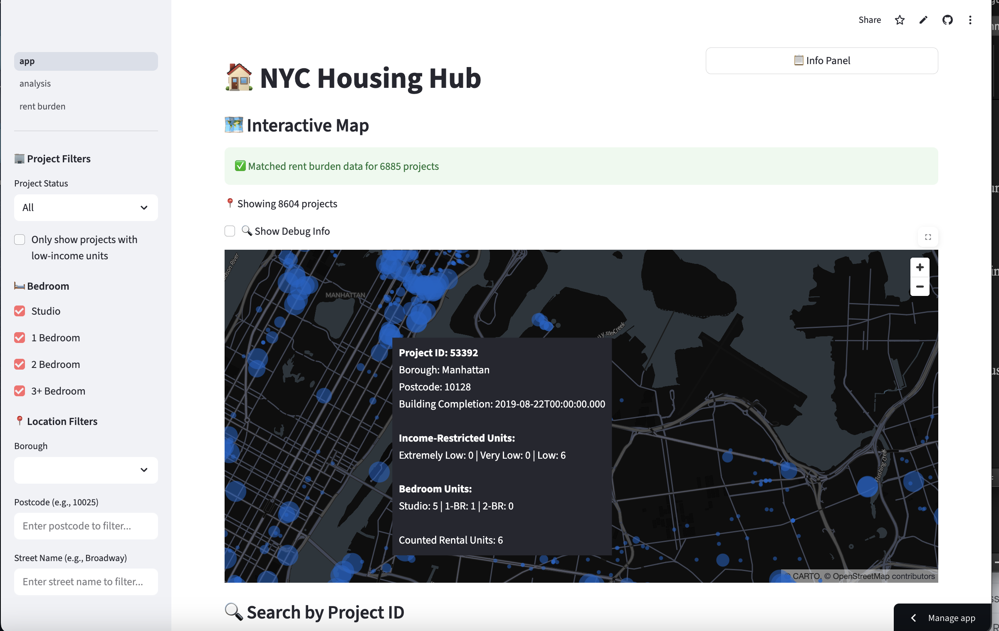 app
analysis
rent burden
Project Filters
Project Status
All
Only show projects with
low-income units
Bedroom
Studio
1 Bedroom
2 Bedroom
3+ Bedroom
Location Filters
Borough
Postcode (e.g., 10025)
Enter postcode to filter...
Street Name (e.g., Broadway)
Enter street name to filter...
Share
Info Panel
NYC Housing Hub
Interactive Map
Matched rent burden data for 6885 projects
Showing 8604 projects
Show Debug Info
MANHATTAN
Project ID: 53392
Borough: Manhattan
Postcode: 10128
Building Completion: 2019-08-22T00:00:00.000
Income-Restricted Units:
Extremely Low: 0 | Very Low: 0 | Low: 6
Bedroom Units:
Studio: 5 | 1-BR: 1 | 2-BR: 0
Counted Rental Units: 6
River
Creek
Flushing Creek
© CARTO, © OpenStreetMap contributors
Search by Project ID
Manage app